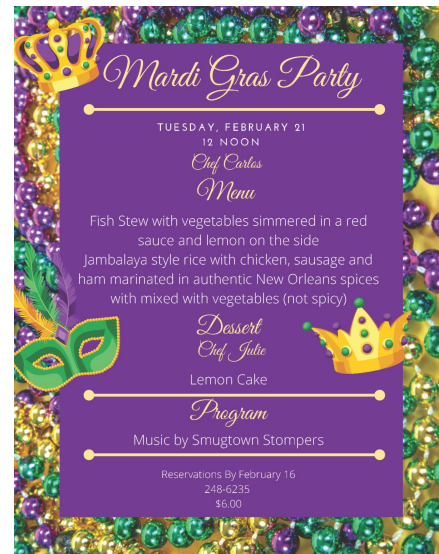 Mardi Gras Party
TUESDAY, FEBRUARY 21
12 NOON
Chef Carlos
Menu
Fish Stew with vegetables simmered in a red
sauce and lemon on the side
Jambalaya style rice with chicken, sausage and
ham marinated in authentic New Orleans spices
with mixed with vegetables (not spicy)
Dessert
Chef Julie
Lemon Cake
Program
Music by Smugtown Stompers
Reservations By February 16
248-6235
$6.00